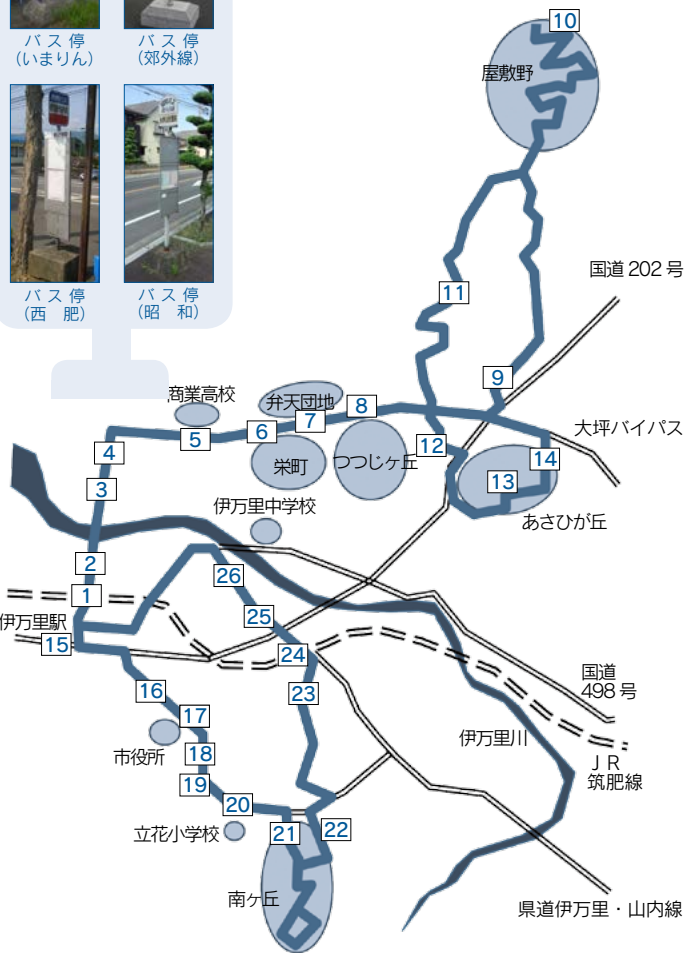 バス停
(いまりん)
バス停
(郊外線)
バス停
(西 肥)
バス停
(昭 和)
10
屋敷野
国道 202 号
11
9
商業高校
弁天団地
8
7
6
5
4
大坪バイパス
12
14
つつじヶ丘
栄町
13
3
伊万里中学校
あさひが丘
2
26
1
25
伊万里駅
15
24
国道
498 号
16
23
17
伊万里川
市役所
18
JR
筑肥線
19
20
立花小学校
21
22
南ヶ丘
県道伊万里・山内線